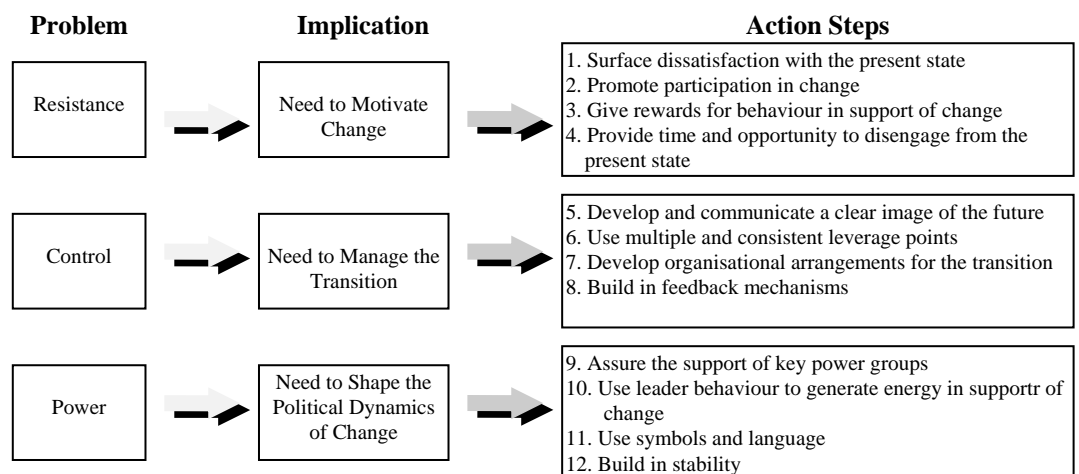 Problem
Implication
Action Steps
Resistance
Need to Motivate
Change
1. Surface dissatisfaction with the present state
2. Promote participation in change
3. Give rewards for behaviour in support of change
4. Provide time and opportunity to disengage from the
present state
Control
Need to Manage the
Transition
5. Develop and communicate a clear image of the future
6. Use multiple and consistent leverage points
7. Develop organisational arrangements for the transition
8. Build in feedback mechanisms
Power
Need to Shape the
Political Dynamics
of Change
9. Assure the support of key power groups
10. Use leader behaviour to generate energy in supportr of
change
11. Use symbols and language
12. Build in stability